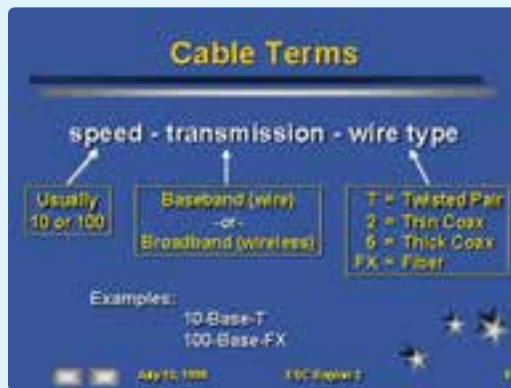 Cable Terms
speed - transmission - wire type
Usually
10 or 100
Baseband (wire)
-or-
Broadband (wireless)
T = Twisted Pair
2 = Thin Coax
5 = Thick Coax
FX = Fiber
Examples:
10-Base-T
100-Base-FX